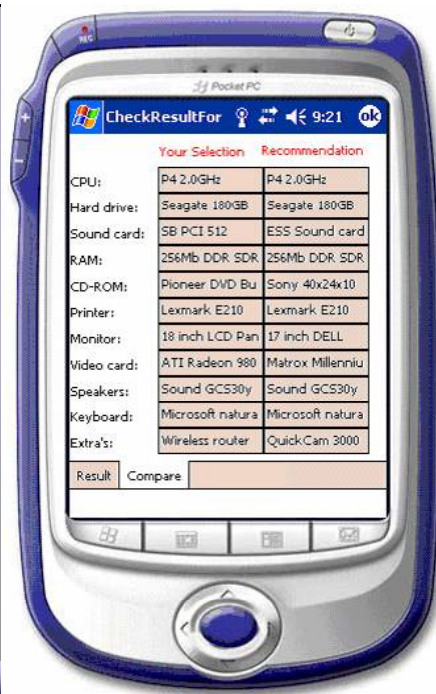 REC
Pocket PC
CheckResultFor 9:21 ok
Your Selection Recommendation
CPU: P4 2.0GHz P4 2.0GHz
Hard drive: Seagate 180GB Seagate 180GB
Sound card: SB PCI 512 ESS Sound card
RAM: 256Mb DDR SDR 256Mb DDR SDR
CD-ROM: Pioneer DVD Bu Sony 40x24x10
Printer: Lexmark E210 Lexmark E210
Monitor: 18 inch LCD Pan 17 inch DELL
Video card: ATI Radeon 980 Matrox Millenniu
Speakers: Sound GCS30y Sound GCS30y
Keyboard: Microsoft natura Microsoft natura
Extra's: Wireless router QuickCam 3000
Result Compare